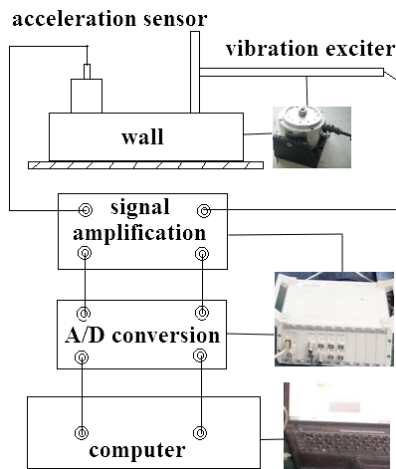 acceleration sensor
vibration exciter
wall
signal
amplification
A/D conversion
computer